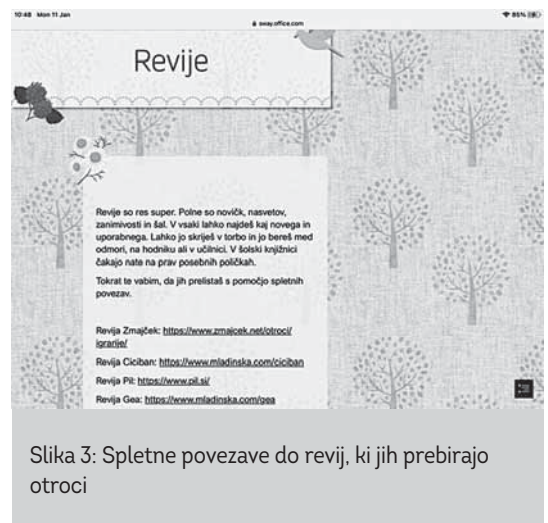 10:48 Mon 11 Jan
sway.office.com
85%
Revije
Revije so res super. Polne so novičk, nasvetov,
zanimivosti in šal. V vsaki lahko najdeš kaj novega in
uporabnega. Lahko jo skriješ v torbo in jo bereš med
odmori, na hodniku ali v učilnici. V šolski knjižnici
čakajo nate na prav posebnih poličkah.
Tokrat te vabim, da jih prelistaš s pomočjo spletnih
povezav.
Revija Zmajček: https://www.zmajcek.net/otroci/
igrarije/
Revija Ciciban: https://www.mladinska.com/ciciban
Revija Pil: https://www.pil.si/
Revija Gea: https://www.mladinska.com/gea
Slika 3: Spletne povezave do revij, ki jih prebirajo
otroci